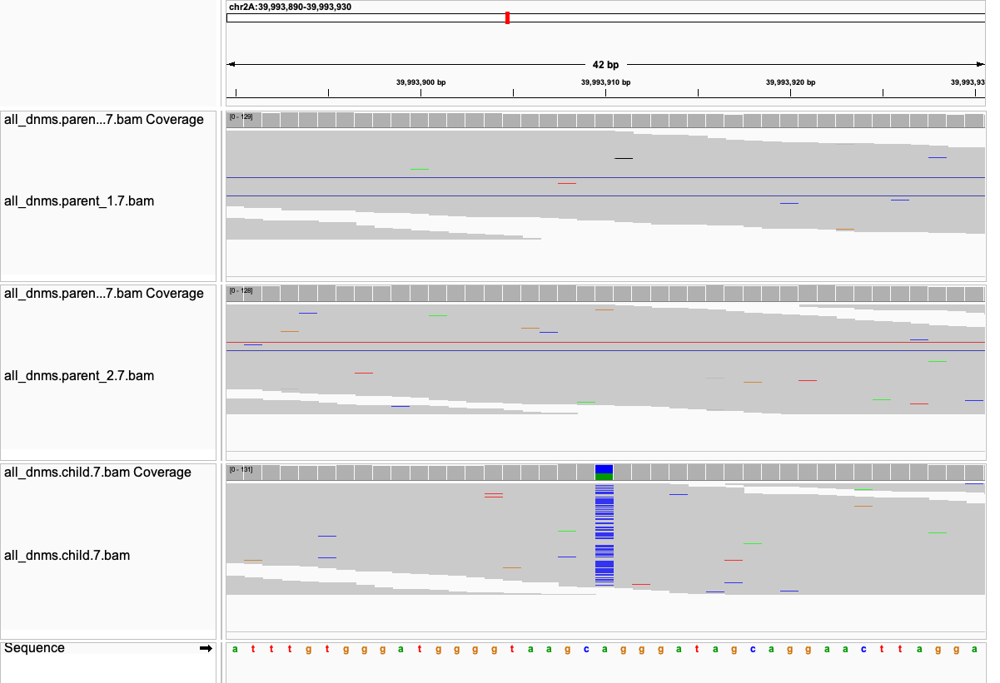 chr2A:39,993,890-39,993,930
42 bp
39,993,900 bp 39,993,910 bp 39,993,920 bp 39,993,93
all_dnms.paren...7.bam Coverage
[0 - 129]
all_dnms.parent_1.7.bam
all_dnms.paren...7.bam Coverage
[0 - 128]
all_dnms.parent_2.7.bam
all_dnms.child.7.bam Coverage
[0 - 131]
all_dnms.child.7.bam
Sequence
a t t t g t g g g a t g g g g t a a g c a g g g a t a g c a g g a a c t t a g g a